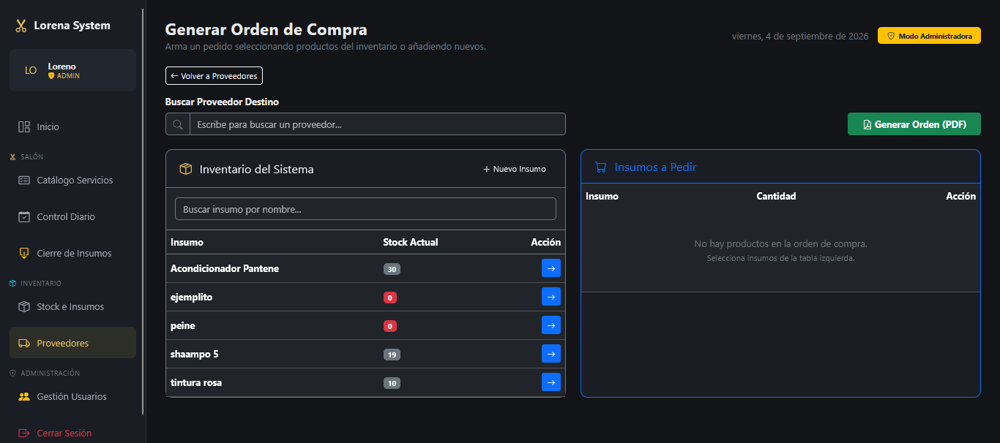 Lorena System
LO
Loreno
ADMIN
Inicio
SALÓN
Catálogo Servicios
Control Diario
Cierre de Insumos
INVENTARIO
Stock e Insumos
Proveedores
ADMINISTRACIÓN
Gestión Usuarios
Cerrar Sesión
Generar Orden de Compra
Arma un pedido seleccionando productos del inventario o añadiendo nuevos.
viernes, 4 de septiembre de 2026
Modo Administradora
← Volver a Proveedores
Buscar Proveedor Destino
Escribe para buscar un proveedor...
Generar Orden (PDF)
Inventario del Sistema
+ Nuevo Insumo
Buscar insumo por nombre...
Insumo Stock Actual Acción
Acondicionador Pantene 30 →
ejemplito 0 →
peine 0 →
shaampo 5 19 →
tintura rosa 10 →
Insumos a Pedir
Insumo Cantidad Acción
No hay productos en la orden de compra.
Selecciona insumos de la tabla izquierda.